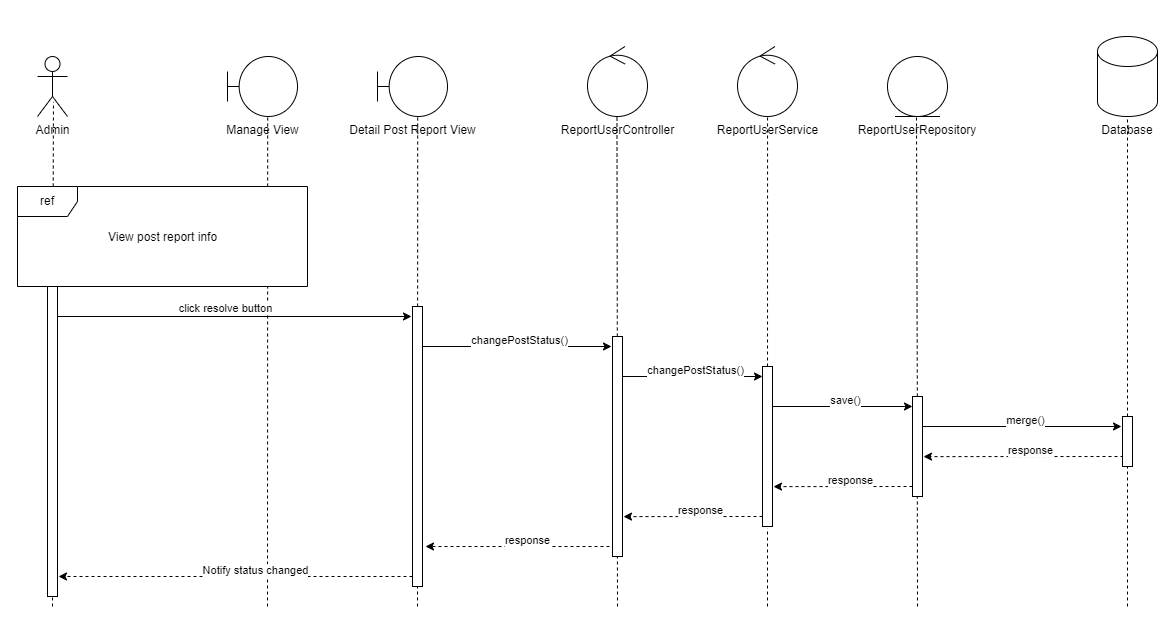 Admin
Manage View
Detail Post Report View
ReportUserController
ReportUserService
ReportUserRepository
Database
ref
View post report info
click resolve button
changePostStatus()
changePostStatus()
save()
merge()
response
response
response
response
Notify status changed